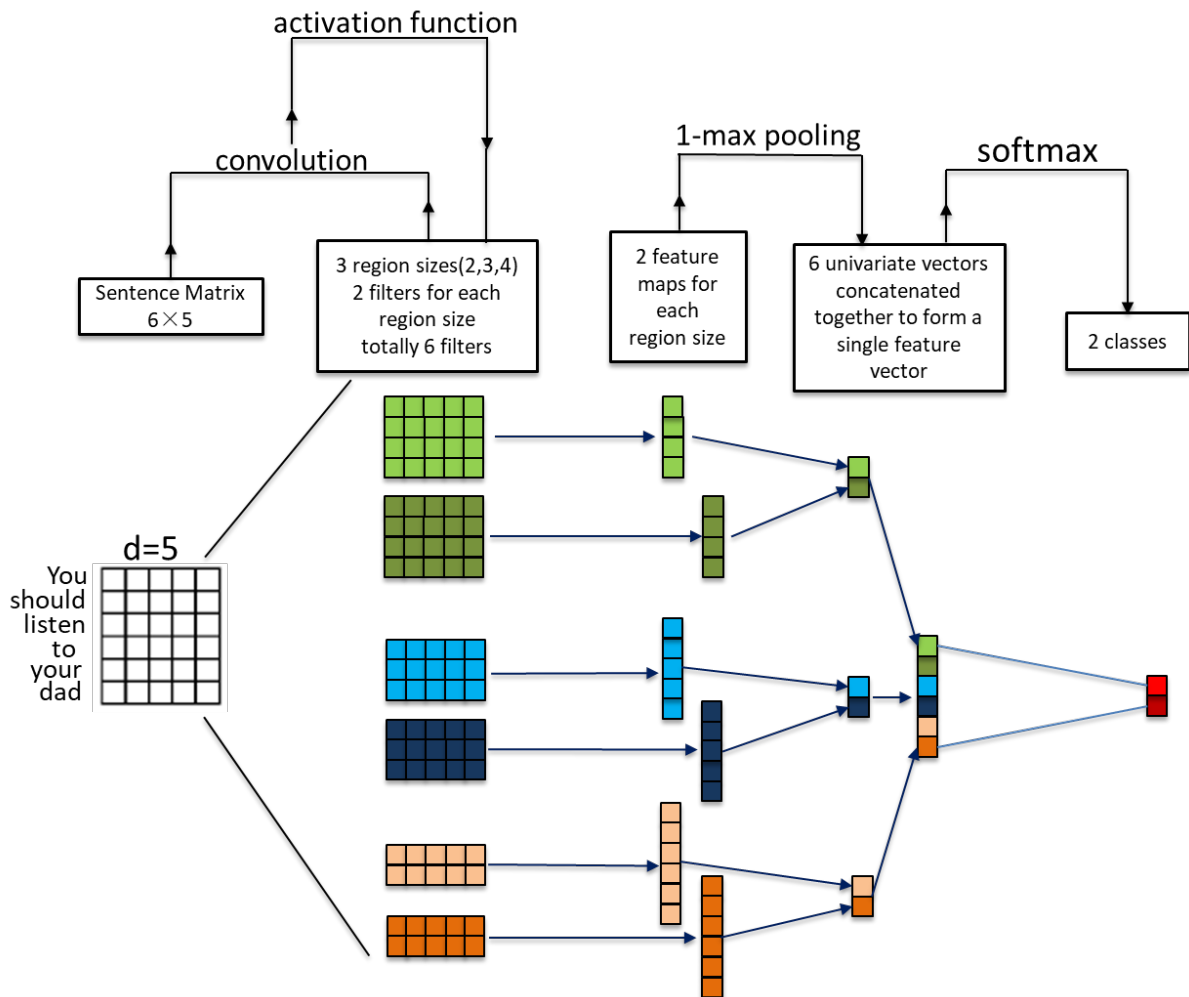 activation function
convolution
1-max pooling
softmax
Sentence Matrix
6×5
3 region sizes(2,3,4)
2 filters for each
region size
totally 6 filters
2 feature
maps for
each
region size
6 univariate vectors
concatenated
together to form a
single feature
vector
2 classes
d=5
You
should
listen
to
your
dad